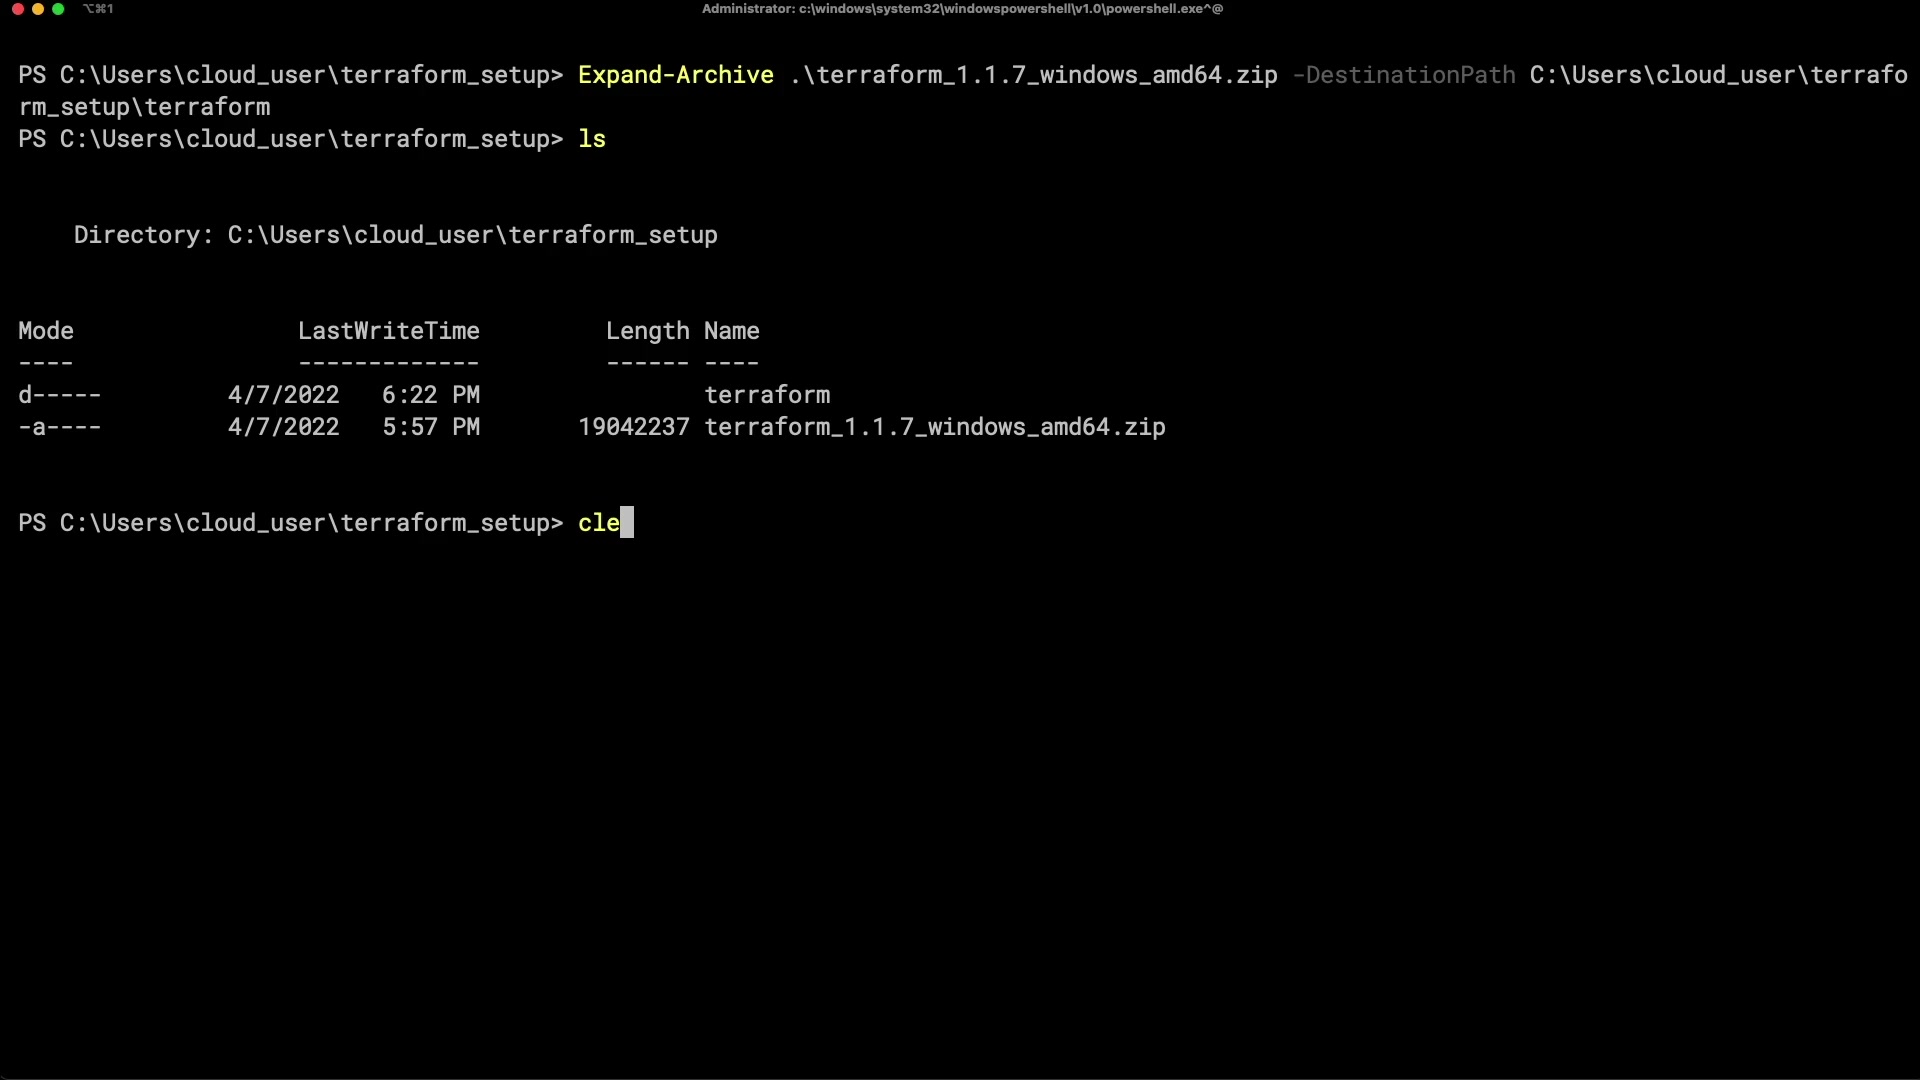 ⌥⌘1 Administrator: c:\windows\system32\windowspowershell\v1.0\powershell.exe^@
PS C:\Users\cloud_user\terraform_setup> Expand-Archive .\terraform_1.1.7_windows_amd64.zip -DestinationPath C:\Users\cloud_user\terrafo
rm_setup\terraform
PS C:\Users\cloud_user\terraform_setup> ls
Directory: C:\Users\cloud_user\terraform_setup
Mode LastWriteTime Length Name
---- ------------- ------ ----
d----- 4/7/2022 6:22 PM terraform
-a---- 4/7/2022 5:57 PM 19042237 terraform_1.1.7_windows_amd64.zip
PS C:\Users\cloud_user\terraform_setup> cle